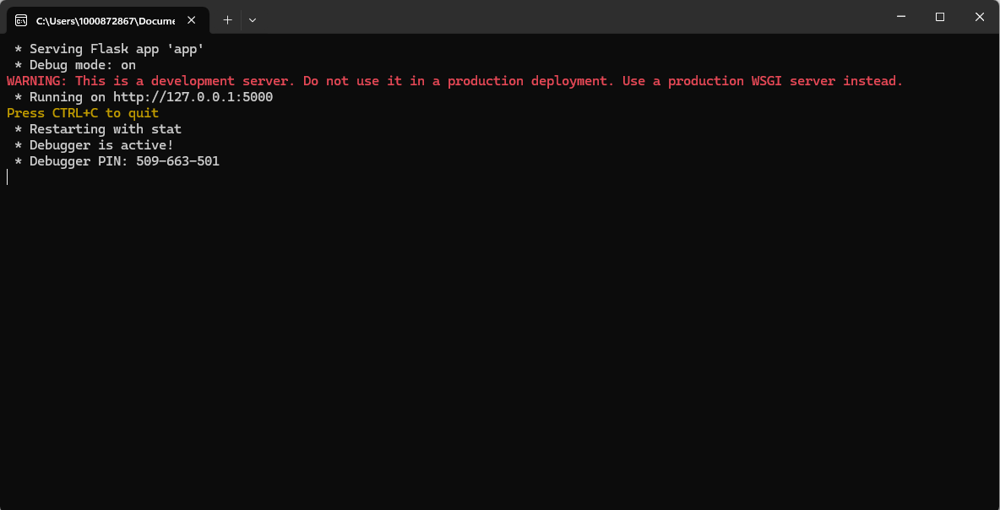 C:\Users\1000872867\Docume
* Serving Flask app 'app'
* Debug mode: on
WARNING: This is a development server. Do not use it in a production deployment. Use a production WSGI server instead.
* Running on http://127.0.0.1:5000
Press CTRL+C to quit
* Restarting with stat
* Debugger is active!
* Debugger PIN: 509-663-501